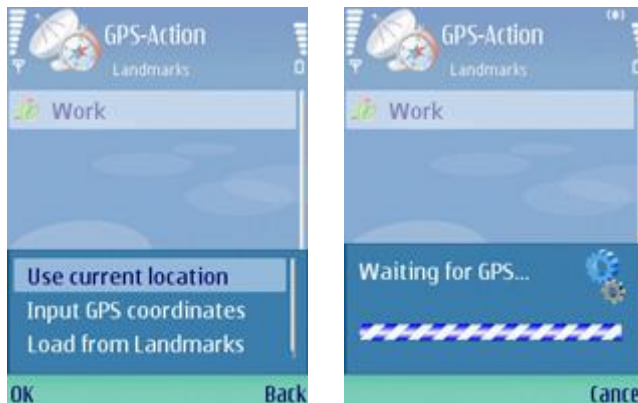 GPS-Action
Landmarks
Work
Use current location
Input GPS coordinates
Load from Landmarks
OK
Back
GPS-Action
Landmarks
Work
Waiting for GPS...
Cance